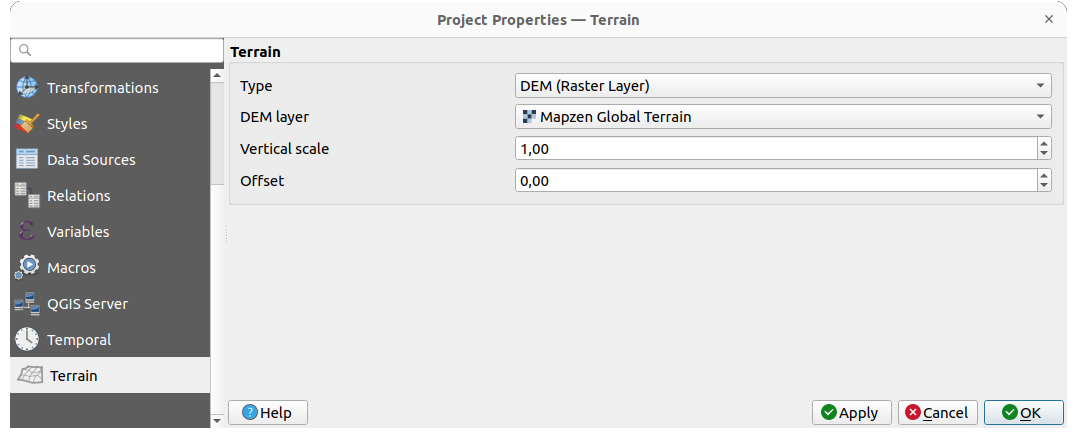 Project Properties — Terrain
Transformations
Styles
Data Sources
Relations
Variables
Macros
QGIS Server
Temporal
Terrain
Terrain
Type
DEM (Raster Layer)
DEM layer
Mapzen Global Terrain
Vertical scale
1,00
Offset
0,00
Help
Apply
Cancel
OK